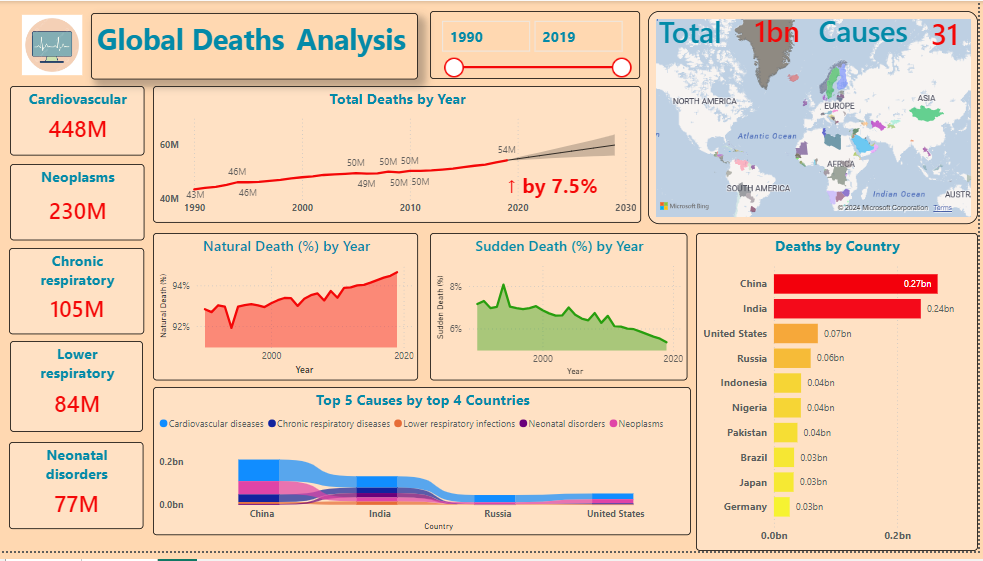 Global Deaths Analysis
1990 2019
Total 1bn Causes 31
NORTH AMERICA
EUROPE
ASIA
Atlantic Ocean
AFRICA
SOUTH AMERICA
Indian Ocean
AUSTR
Microsoft Bing
© 2024 Microsoft Corporation Terms
Cardiovascular
448M
Neoplasms
230M
Chronic
respiratory
105M
Lower
respiratory
84M
Neonatal
disorders
77M
Total Deaths by Year
60M
40M
43M
46M
46M
50M
49M
50M
50M
50M
50M
54M
↑ by 7.5%
1990 2000 2010 2020 2030
Natural Death (%) by Year
Natural Death (%)
94%
92%
2000 2020
Year
Sudden Death (%) by Year
Sudden Death (%)
8%
6%
2000 2020
Year
Top 5 Causes by top 4 Countries
Cardiovascular diseases Chronic respiratory diseases Lower respiratory infections Neonatal disorders Neoplasms
0.2bn
0.0bn
China India Russia United States
Country
Deaths by Country
China 0.27bn
India 0.24bn
United States 0.07bn
Russia 0.06bn
Indonesia 0.04bn
Nigeria 0.04bn
Pakistan 0.04bn
Brazil 0.03bn
Japan 0.03bn
Germany 0.03bn
0.0bn 0.2bn